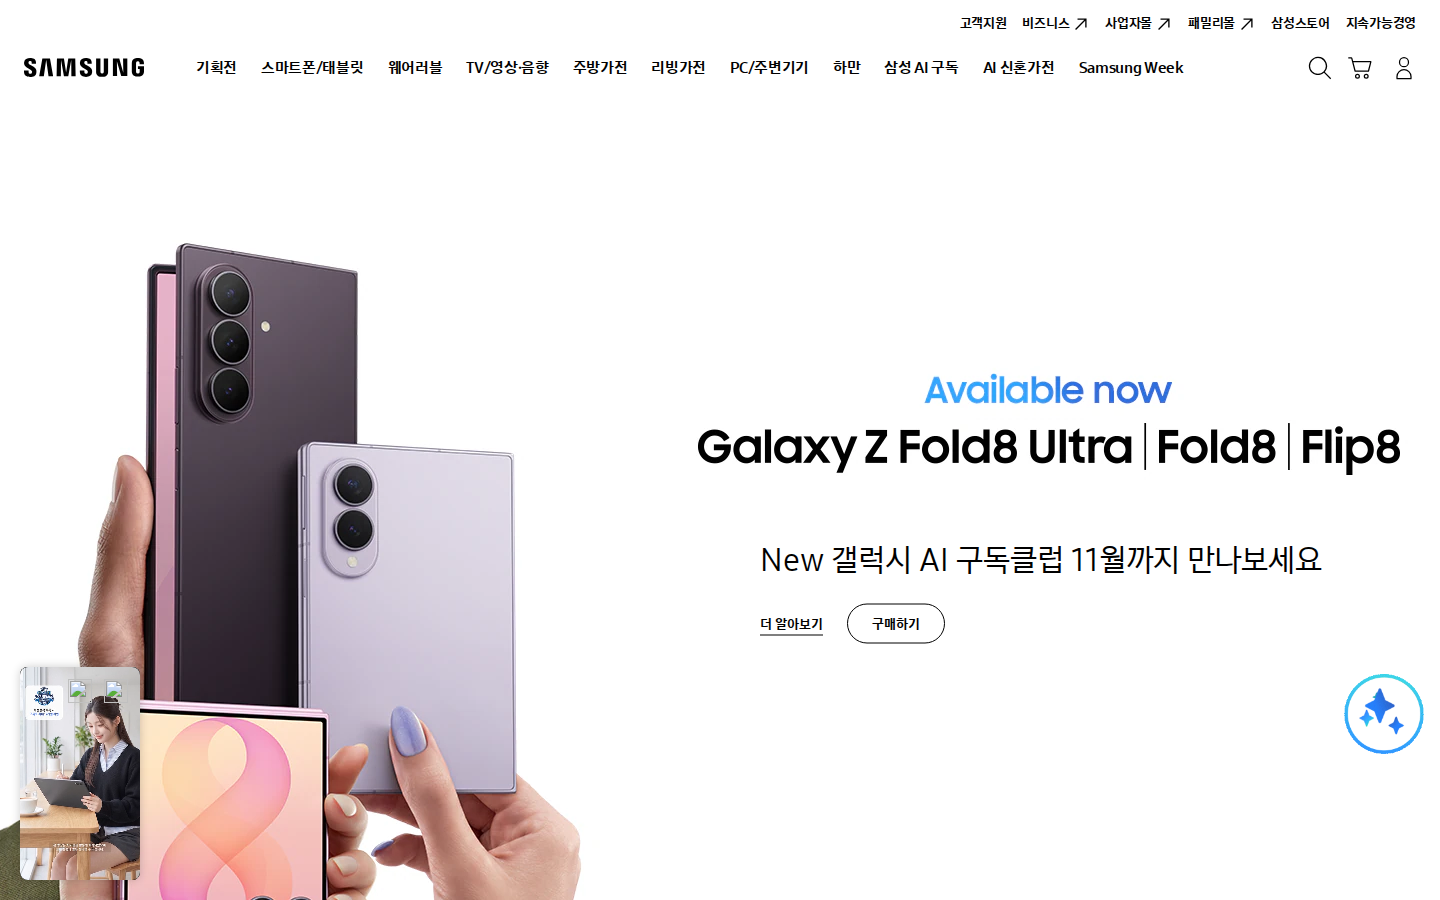 고객지원 비즈니스 사업자몰 패밀리몰 삼성스토어 지속가능경영
SAMSUNG 기획전 스마트폰/태블릿 웨어러블 TV/영상·음향 주방가전 리빙가전 PC/주변기기 하만 삼성 AI 구독 AI 신혼가전 Samsung Week
Available now
Galaxy Z Fold8 Ultra | Fold8 | Flip8
New 갤럭시 AI 구독클럽 11월까지 만나보세요
더 알아보기 구매하기